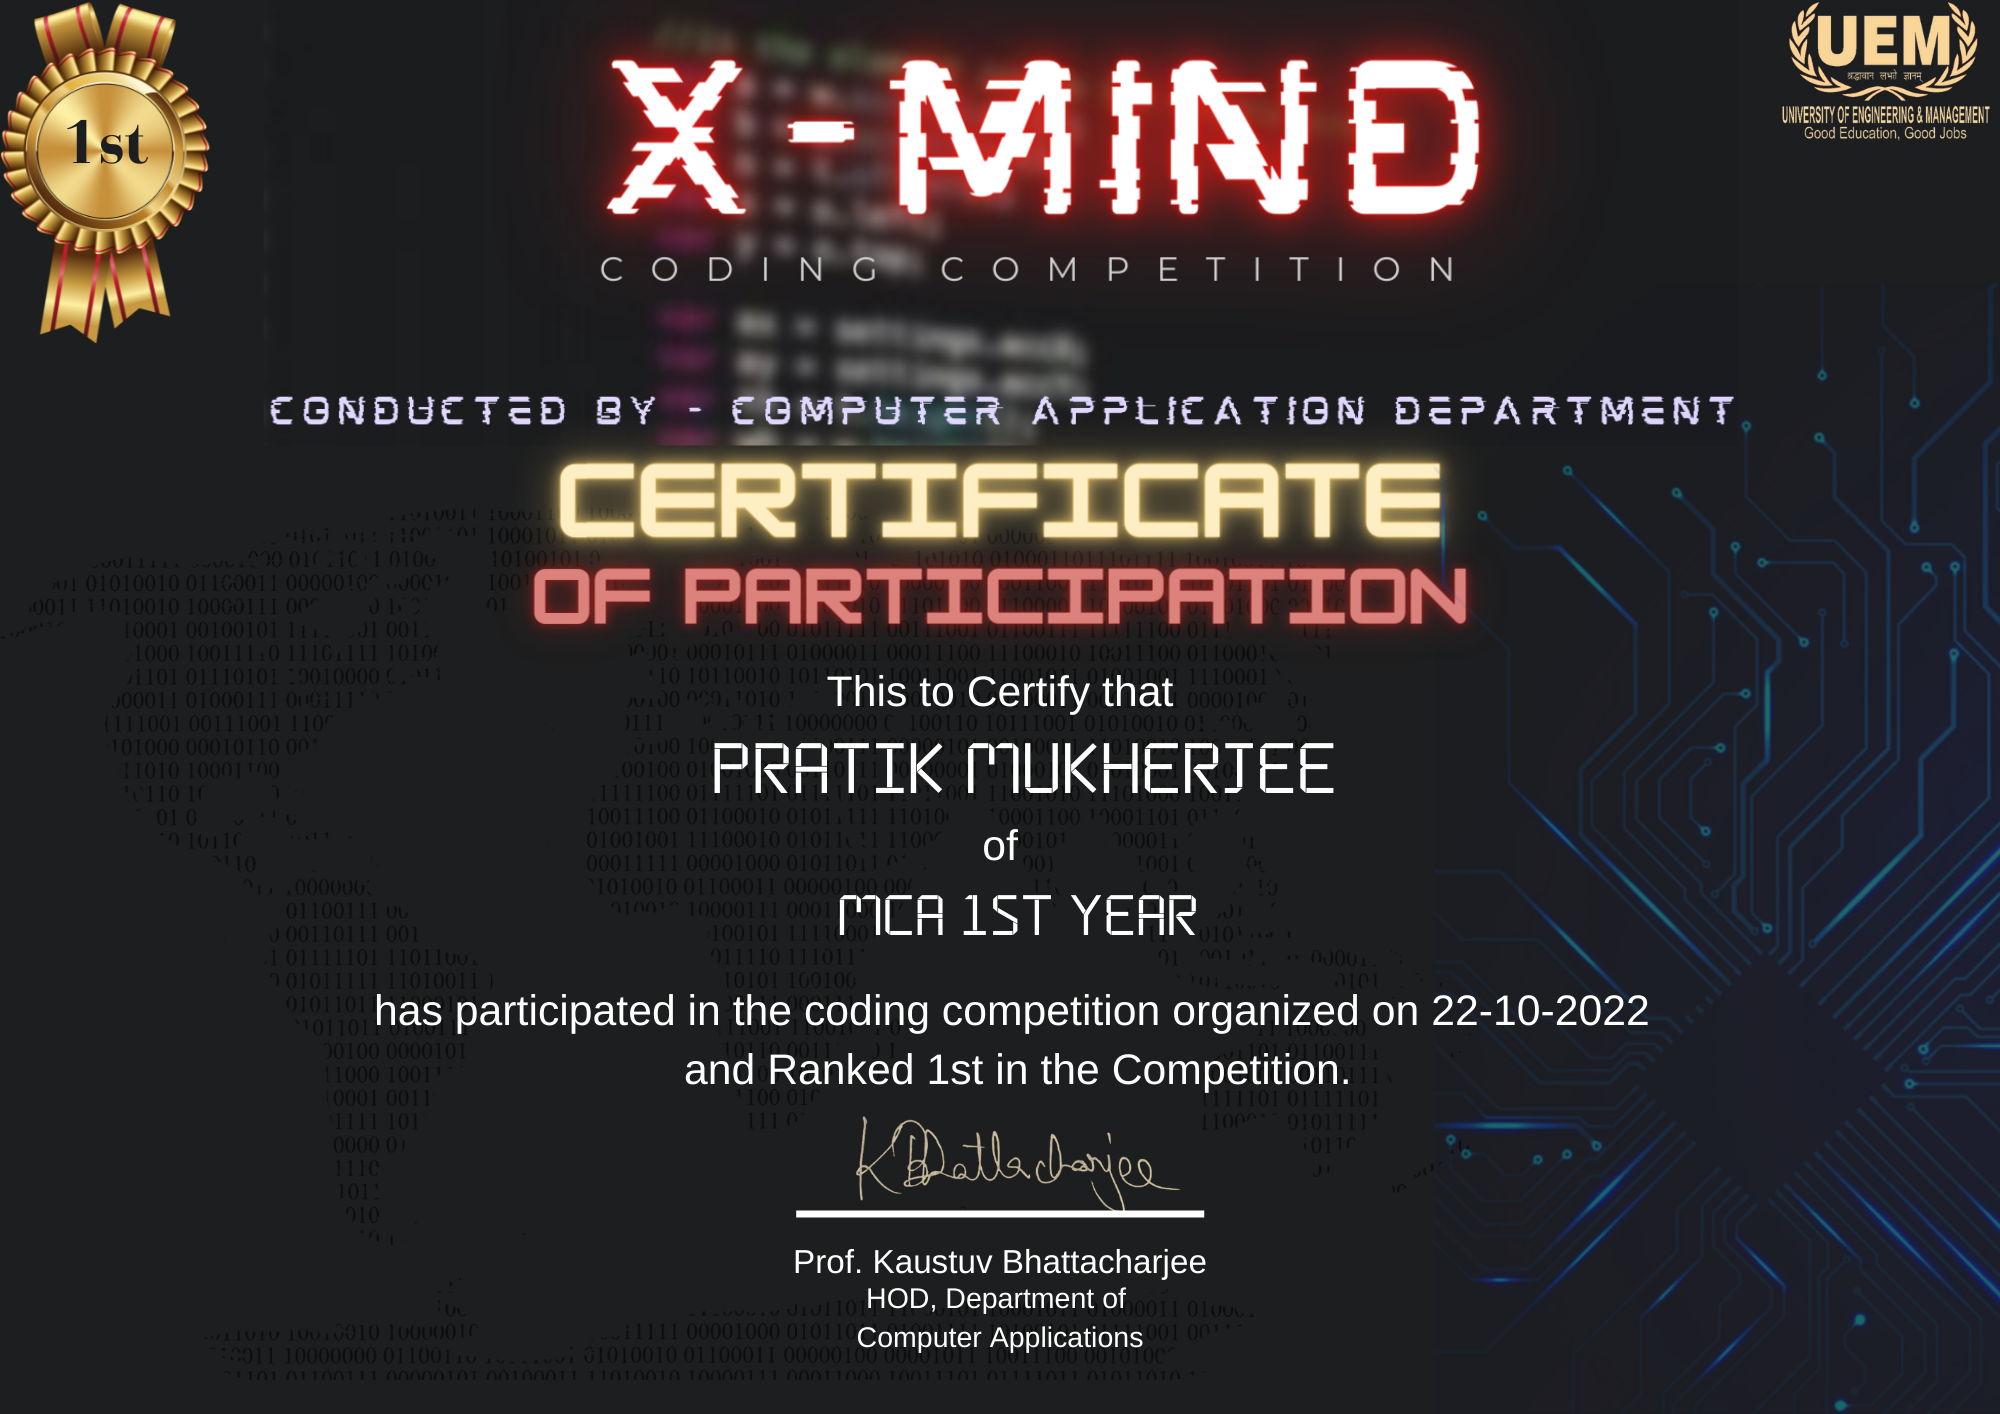 1st
X-MIND
CODING COMPETITION
UEM
श्रद्धावान लभते ज्ञानम्
UNIVERSITY OF ENGINEERING & MANAGEMENT
Good Education, Good Jobs
CONDUCTED BY - COMPUTER APPLICATION DEPARTMENT
CERTIFICATE
OF PARTICIPATION
This to Certify that
PRATIK MUKHERJEE
of
MCA 1ST YEAR
has participated in the coding competition organized on 22-10-2022
and Ranked 1st in the Competition.
KBhattacharjee
Prof. Kaustuv Bhattacharjee
HOD, Department of
Computer Applications